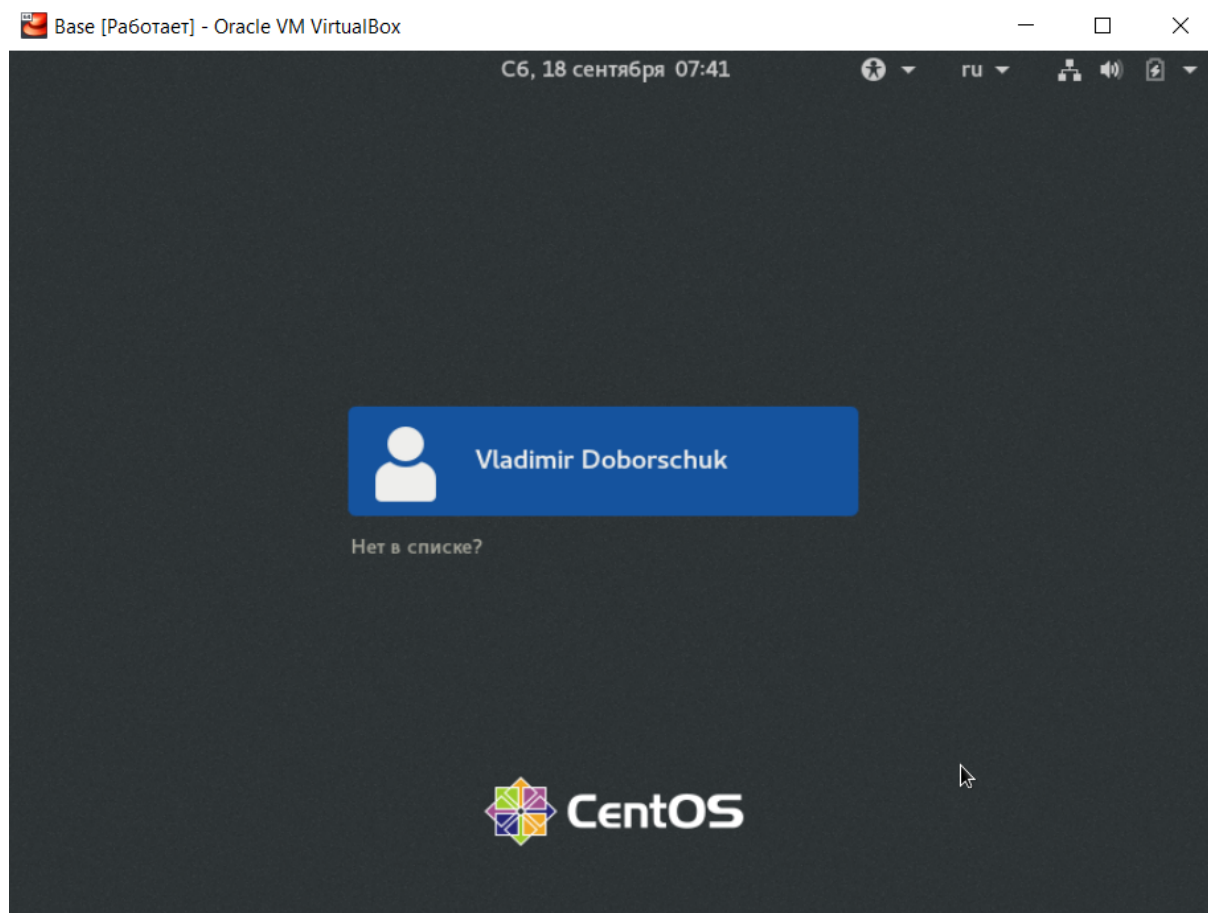 Base [Работает] - Oracle VM VirtualBox
Сб, 18 сентября 07:41
ru
Vladimir Doborschuk
Нет в списке?
CentOS